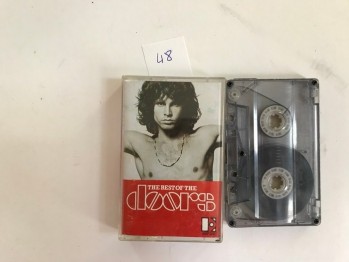 48
THE BEST OF THE
DOORS